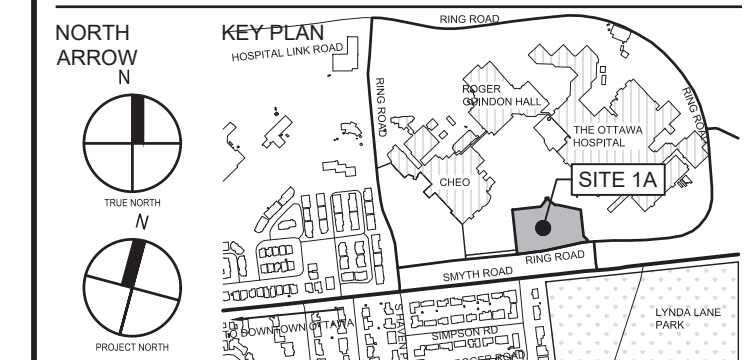 NORTH
ARROW
N
TRUE NORTH
N
PROJECT NORTH
KEY PLAN
HOSPITAL LINK ROAD
RING ROAD
RING ROAD
ROGER
GUINDON HALL
RING ROAD
THE OTTAWA
HOSPITAL
CHEO
SITE 1A
RING ROAD
SMYTH ROAD
LYNDA LANE
PARK
TO DOWNTOWN OTTAWA
SIMPSON RD
ROGER ROAD